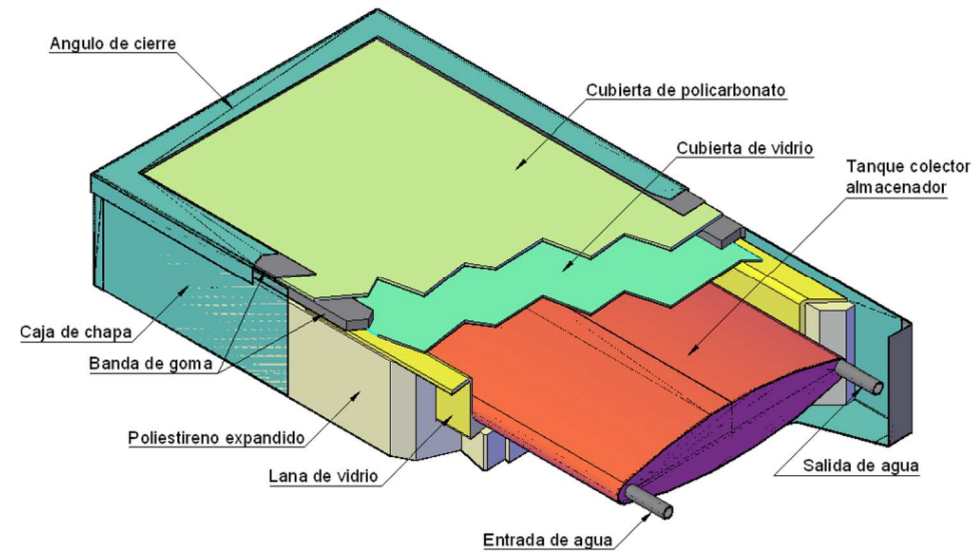 Angulo de cierre
Cubierta de policarbonato
Cubierta de vidrio
Tanque colector
almacenador
Caja de chapa
Banda de goma
Poliestireno expandido
Lana de vidrio
Salida de agua
Entrada de agua